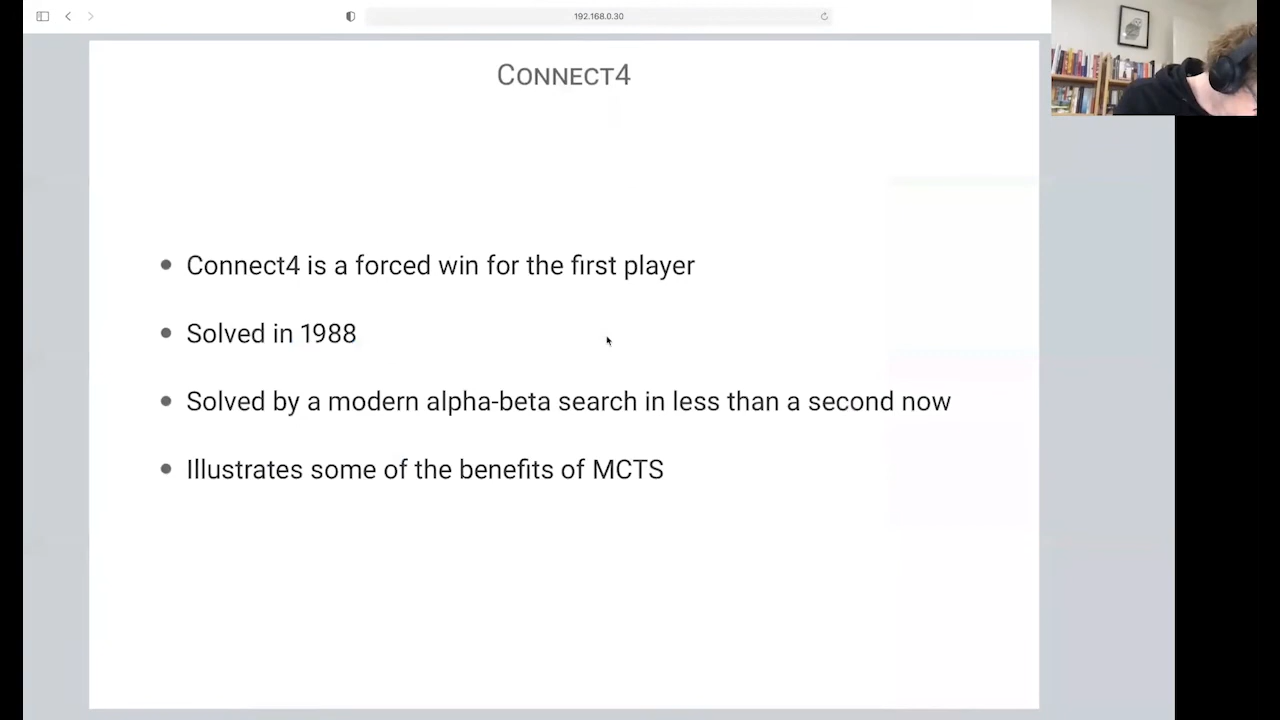 192.168.0.30
Connect4
Connect4 is a forced win for the first player
Solved in 1988
Solved by a modern alpha-beta search in less than a second now
Illustrates some of the benefits of MCTS